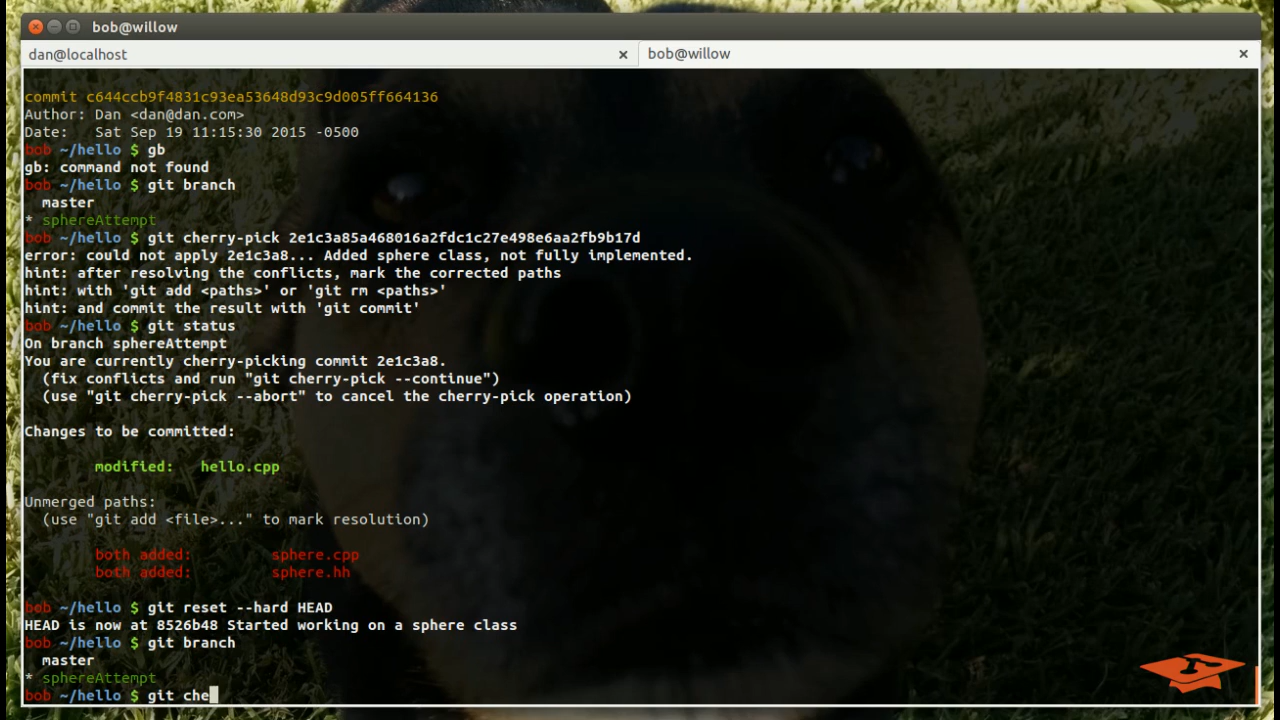 bob@willow
dan@localhost
bob@willow
commit c644ccb9f4831c93ea53648d93c9d005ff664136
Author: Dan <dan@dan.com>
Date:   Sat Sep 19 11:15:30 2015 -0500
bob ~/hello $ gb
gb: command not found
bob ~/hello $ git branch
  master
* sphereAttempt
bob ~/hello $ git cherry-pick 2e1c3a85a468016a2fdc1c27e498e6aa2fb9b17d
error: could not apply 2e1c3a8... Added sphere class, not fully implemented.
hint: after resolving the conflicts, mark the corrected paths
hint: with 'git add <paths>' or 'git rm <paths>'
hint: and commit the result with 'git commit'
bob ~/hello $ git status
On branch sphereAttempt
You are currently cherry-picking commit 2e1c3a8.
  (fix conflicts and run "git cherry-pick --continue")
  (use "git cherry-pick --abort" to cancel the cherry-pick operation)
Changes to be committed:
        modified:   hello.cpp
Unmerged paths:
  (use "git add <file>..." to mark resolution)
        both added:         sphere.cpp
        both added:         sphere.hh
bob ~/hello $ git reset --hard HEAD
HEAD is now at 8526b48 Started working on a sphere class
bob ~/hello $ git branch
  master
* sphereAttempt
bob ~/hello $ git che